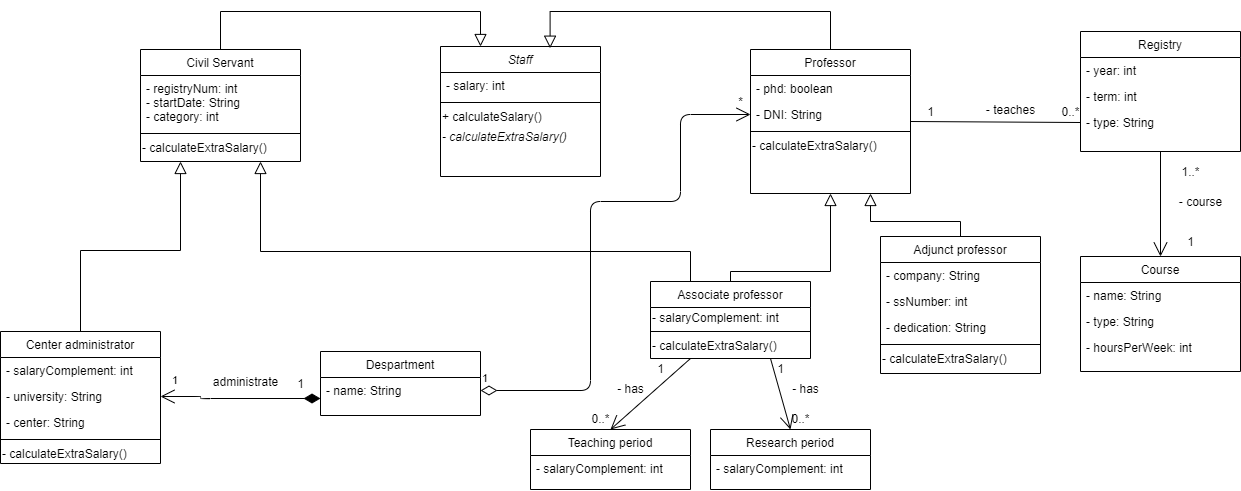 Civil Servant
- registryNum: int
- startDate: String
- category: int
- calculateExtraSalary()
Staff
- salary: int
+ calculateSalary()
- calculateExtraSalary()
Professor
- phd: boolean
- DNI: String
- calculateExtraSalary()
*
1
- teaches
0..*
Registry
- year: int
- term: int
- type: String
1..*
- course
1
Course
- name: String
- type: String
- hoursPerWeek: int
Adjunct professor
- company: String
- ssNumber: int
- dedication: String
- calculateExtraSalary()
Associate professor
- salaryComplement: int
- calculateExtraSalary()
Center administrator
- salaryComplement: int
- university: String
- center: String
- calculateExtraSalary()
1
administrate
1
Despartment
- name: String
1
1
- has
0..*
1
- has
0..*
Teaching period
- salaryComplement: int
Research period
- salaryComplement: int